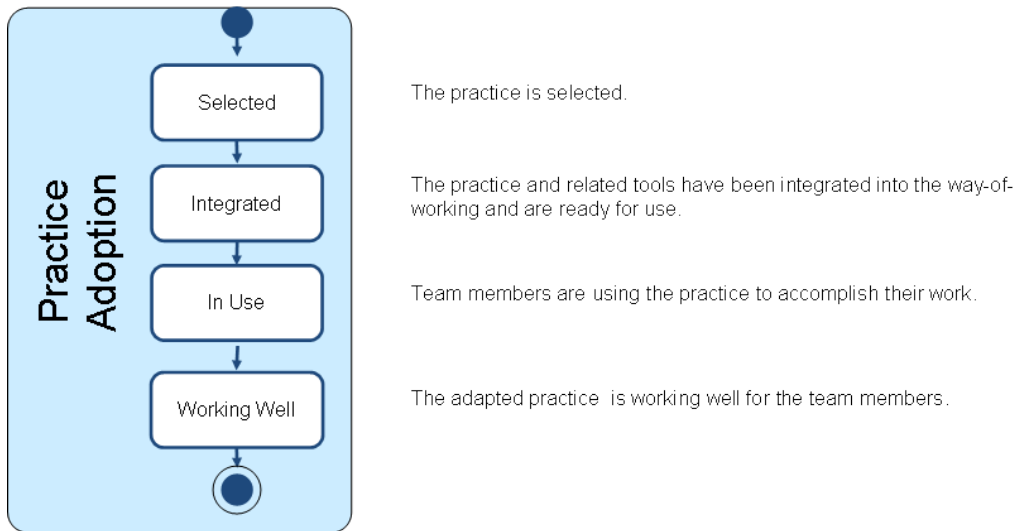 Practice
Adoption
Selected
The practice is selected.
Integrated
The practice and related tools have been integrated into the way-of-
working and are ready for use.
In Use
Team members are using the practice to accomplish their work.
Working Well
The adapted practice is working well for the team members.